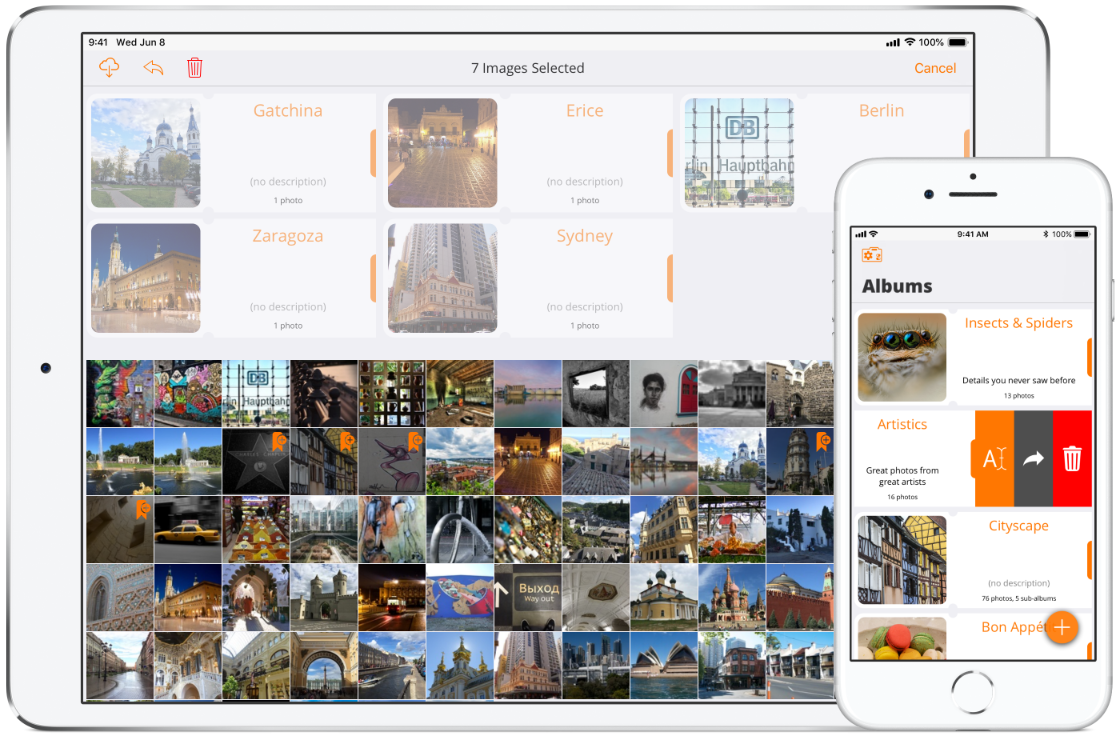 9:41 Wed Jun 8
100%
7 Images Selected
Cancel
Gatchina
(no description)
1 photo
Erice
(no description)
1 photo
DB
rlin Hauptbahn
Berlin
Zaragoza
(no description)
1 photo
Sydney
(no description)
1 photo
DB
Hauptbah
Выход
Way out
9:41 AM
100%
Albums
Insects & Spiders
Details you never saw before
13 photos
Artistics
Great photos from
great artists
16 photos
A
Cityscape
(no description)
76 photos, 5 sub-albums
Bon Appét